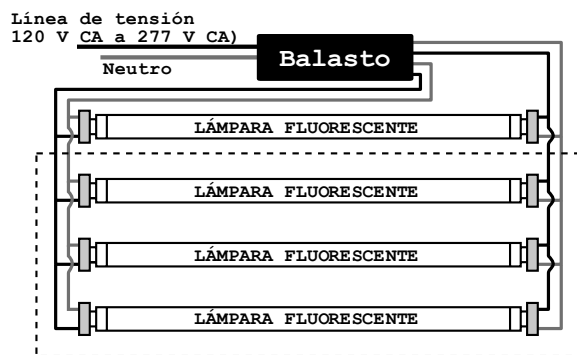 Línea de tensión
120 V CA a 277 V CA)
Neutro
Balasto
LÁMPARA FLUORESCENTE
LÁMPARA FLUORESCENTE
LÁMPARA FLUORESCENTE
LÁMPARA FLUORESCENTE